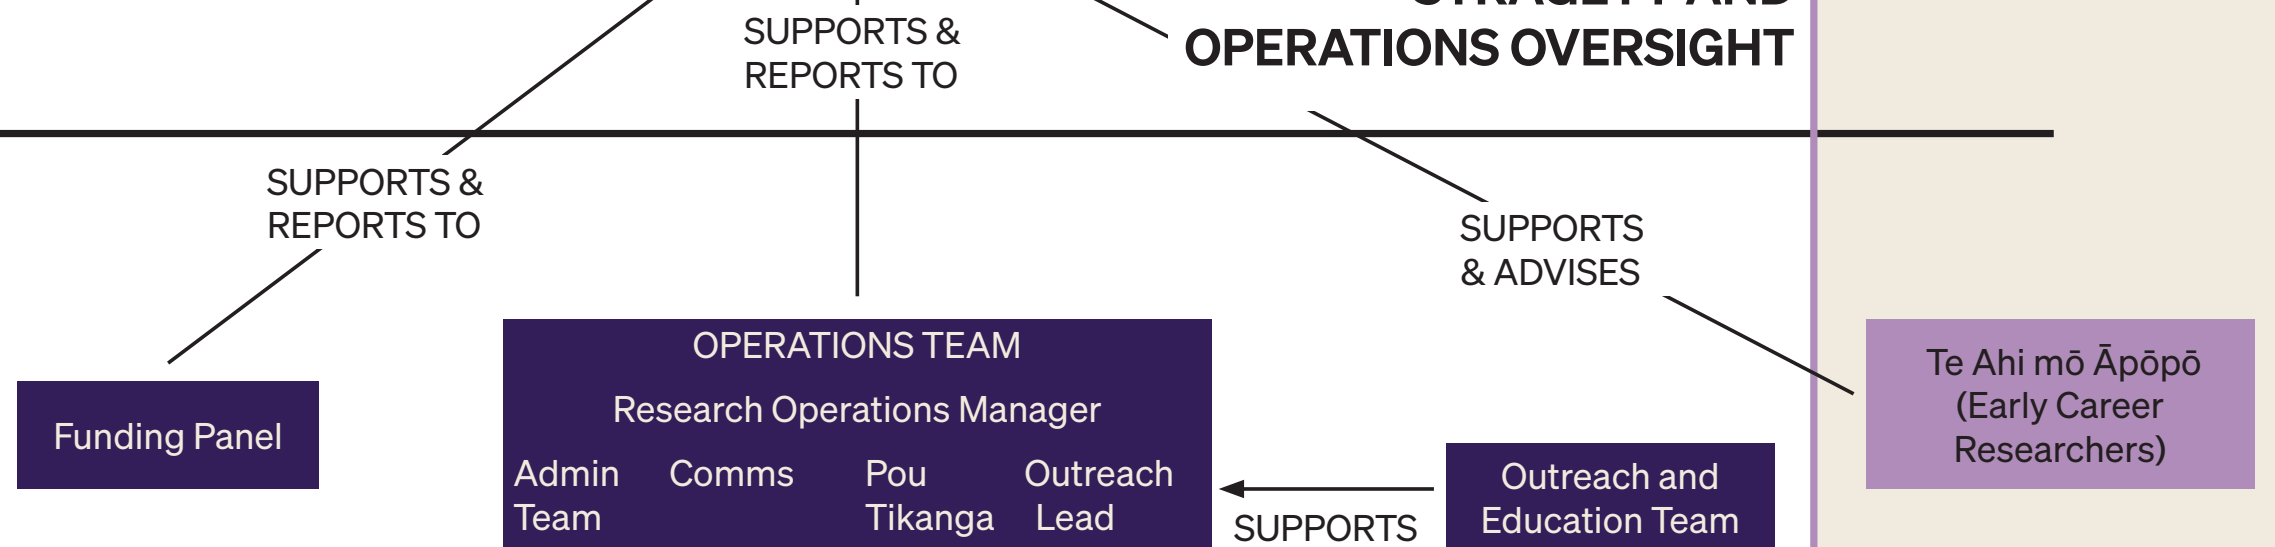 AND
OPERATIONS OVERSIGHT
SUPPORTS &
REPORTS TO
SUPPORTS &
REPORTS TO
SUPPORTS
& ADVISES
Funding Panel
OPERATIONS TEAM
Research Operations Manager
Admin
Team
Comms
Pou
Tikanga
Outreach
Lead
SUPPORTS
Outreach and
Education Team
Te Ahi mō Āpōpō
(Early Career
Researchers)